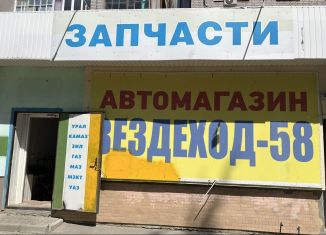 ЗАПЧАСТИ
АВТОМАГАЗИН
ВЕЗДЕХОД-58
УРАЛ
КАМАЗ
ЗИЛ
ГАЗ
МАЗ
МЗКТ
УАЗ